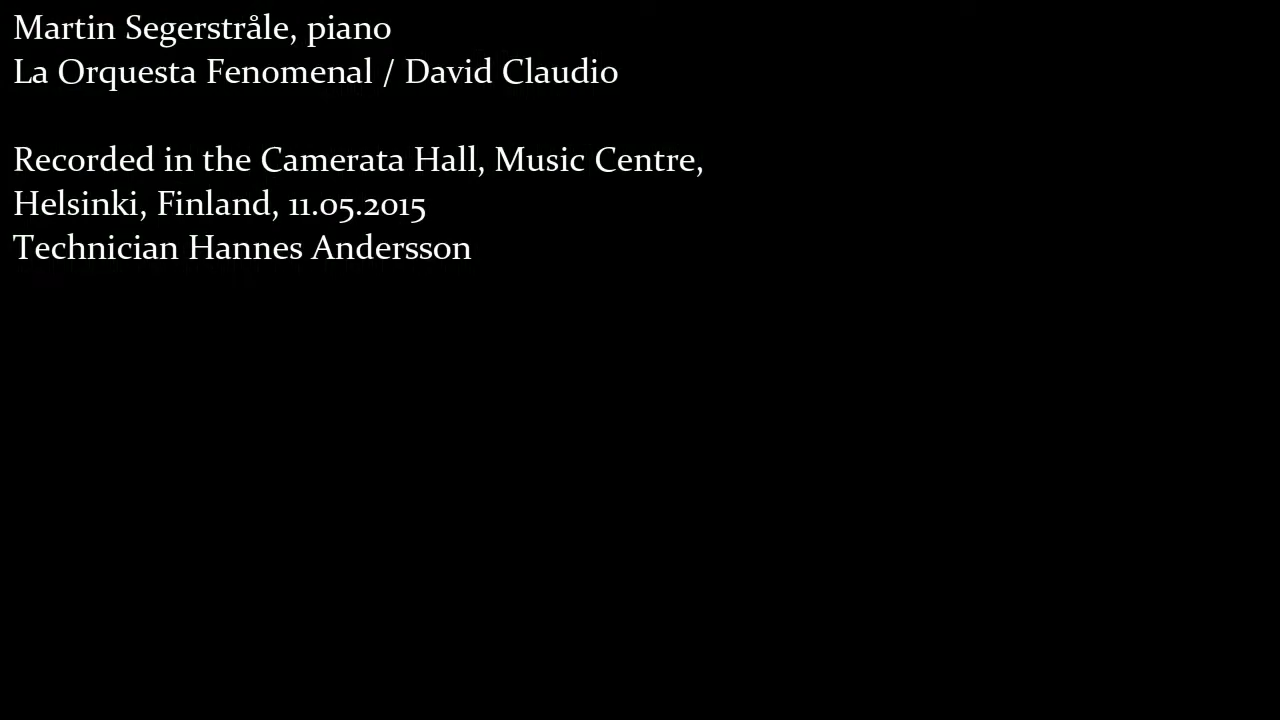 Martin Segerstråle, piano
La Orquesta Fenomenal / David Claudio
Recorded in the Camerata Hall, Music Centre,
Helsinki, Finland, 11.05.2015
Technician Hannes Andersson